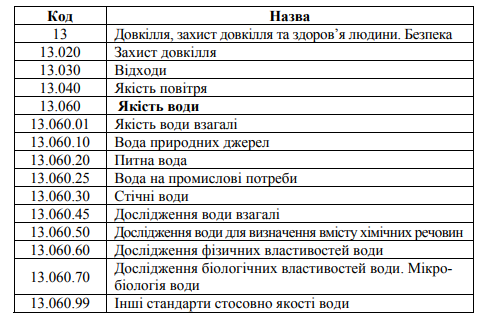 Код Назва
13 Довкілля, захист довкілля та здоров’я людини. Безпека
13.020 Захист довкілля
13.030 Відходи
13.040 Якість повітря
13.060 Якість води
13.060.01 Якість води взагалі
13.060.10 Вода природних джерел
13.060.20 Питна вода
13.060.25 Вода на промислові потреби
13.060.30 Стічні води
13.060.45 Дослідження води взагалі
13.060.50 Дослідження води для визначення вмісту хімічних речовин
13.060.60 Дослідження фізичних властивостей води
13.060.70 Дослідження біологічних властивостей води. Мікро-
біологія води
13.060.99 Інші стандарти стосовно якості води